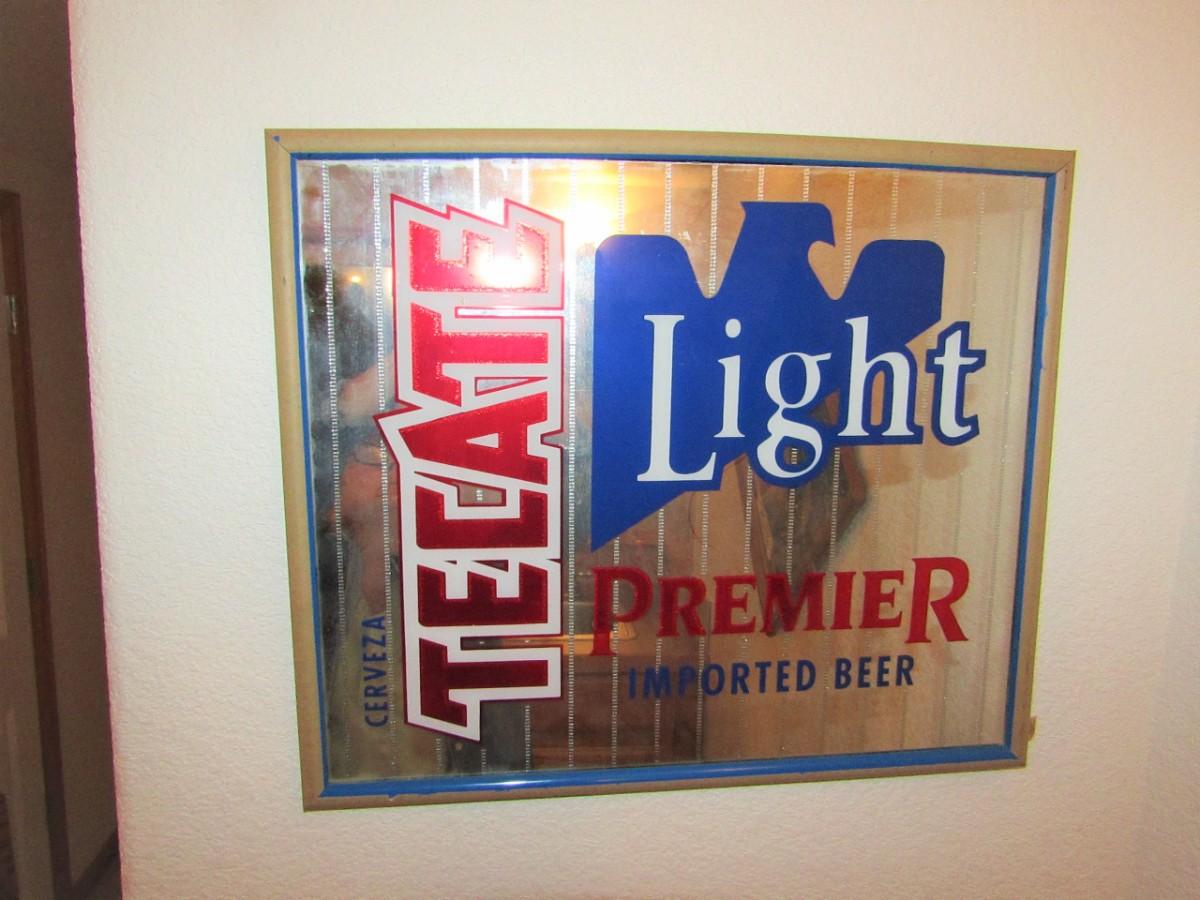 CERVEZA
TECATE
Light
PREMIER
IMPORTED BEER